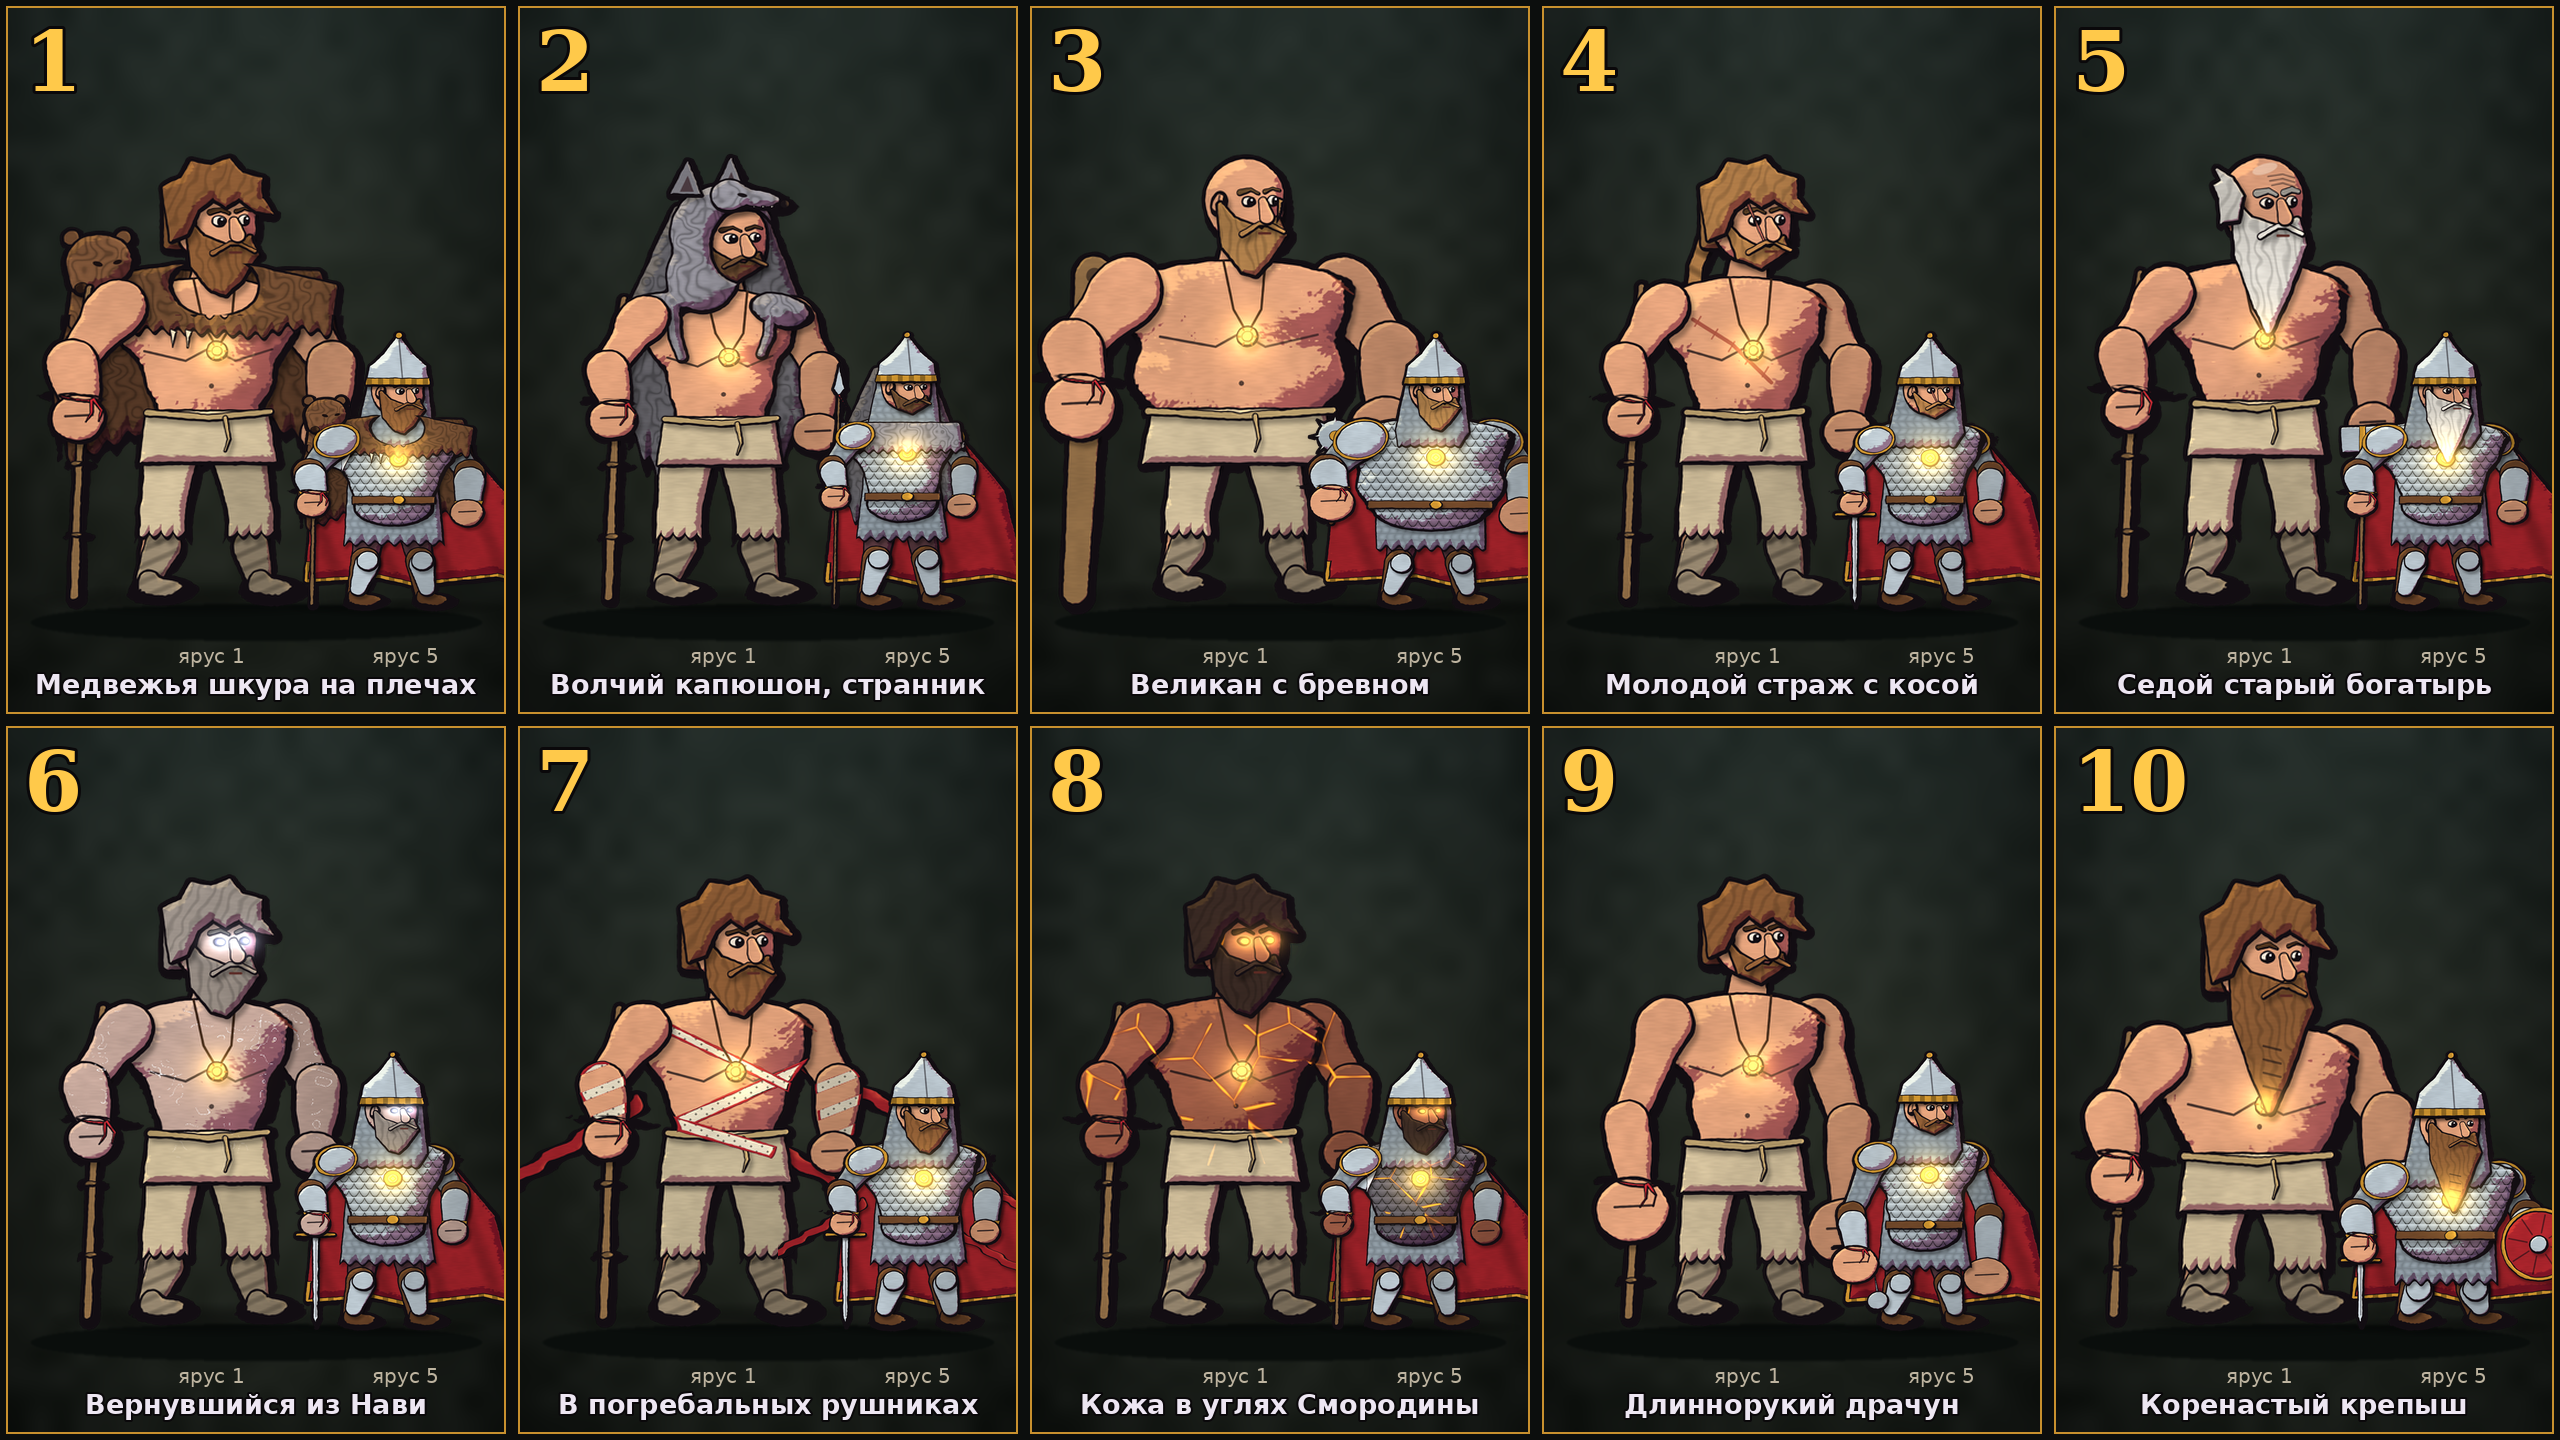 1
ярус 1 ярус 5
Медвежья шкура на плечах
2
ярус 1 ярус 5
Волчий капюшон, странник
3
ярус 1 ярус 5
Великан с бревном
4
ярус 1 ярус 5
Молодой страж с косой
5
ярус 1 ярус 5
Седой старый богатырь
6
ярус 1 ярус 5
Вернувшийся из Нави
7
ярус 1 ярус 5
В погребальных рушниках
8
ярус 1 ярус 5
Кожа в углях Смородины
9
ярус 1 ярус 5
Длиннорукий драчун
10
ярус 1 ярус 5
Коренастый крепыш